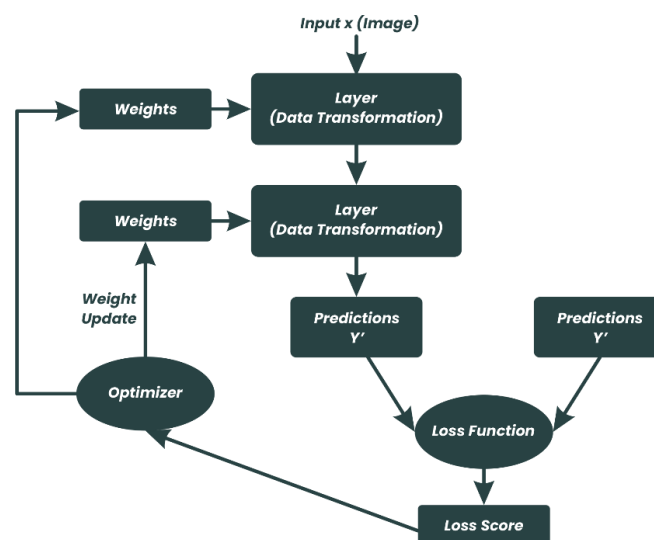 Input x (Image)
Weights
Layer
(Data Transformation)
Weights
Layer
(Data Transformation)
Weight
Update
Predictions
Y’
Predictions
Y’
Optimizer
Loss Function
Loss Score